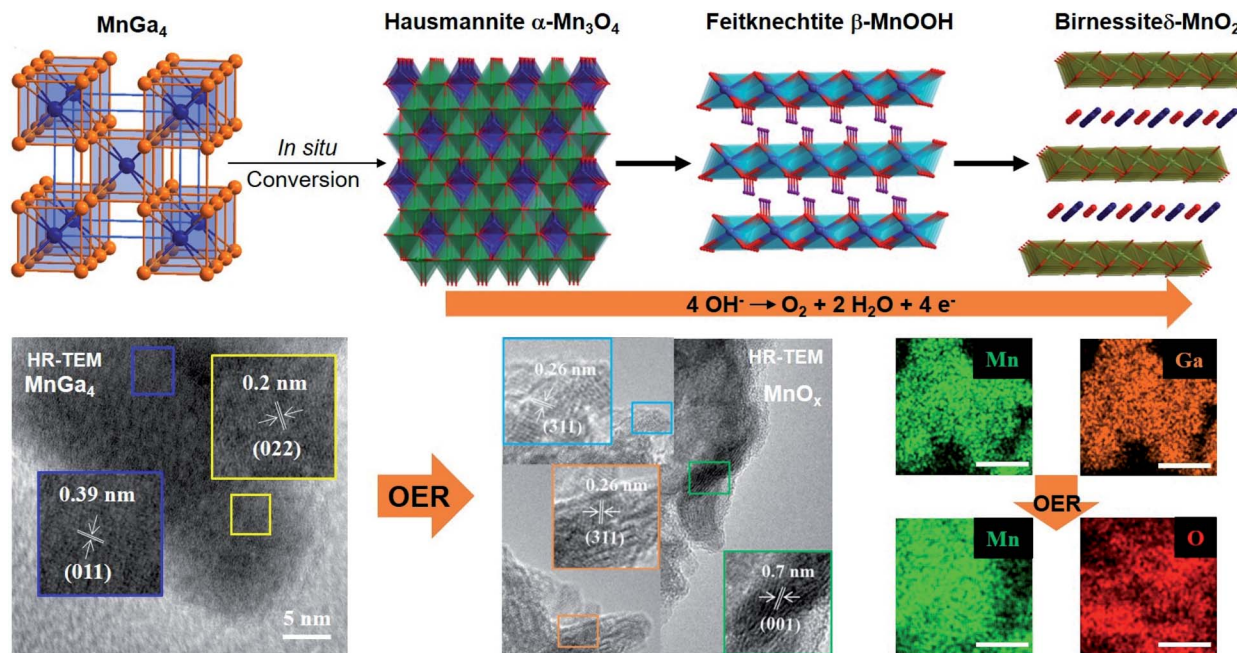 MnGa₄
Hausmannite α-Mn₃O₄
Feitknechtite β-MnOOH
Birnessiteδ-MnO₂
In situ
Conversion
4 OH⁻ → O₂ + 2 H₂O + 4 e⁻
HR-TEM
MnGa₄
0.2 nm
(022)
0.39 nm
(011)
5 nm
OER
HR-TEM
MnOₓ
0.26 nm
(311)
0.26 nm
(311)
0.7 nm
(001)
Mn
Ga
OER
Mn
O